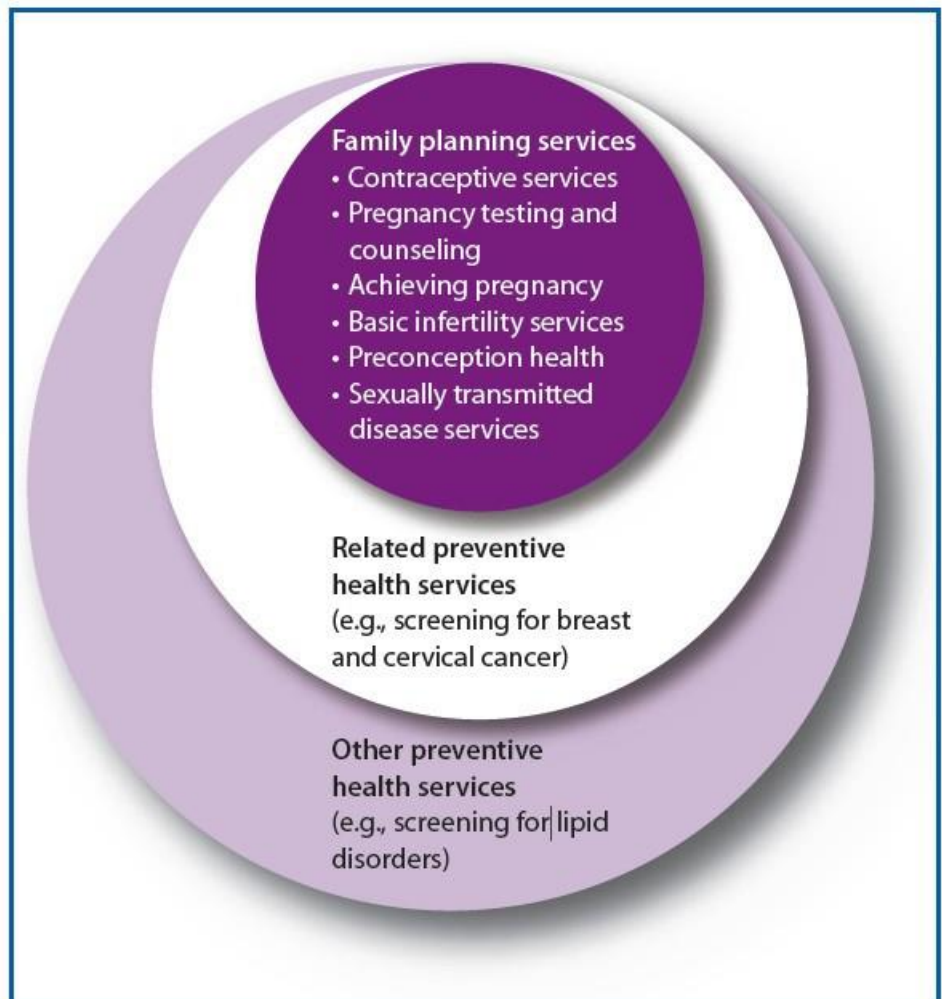 Family planning services
• Contraceptive services
• Pregnancy testing and
counseling
• Achieving pregnancy
• Basic infertility services
• Preconception health
• Sexually transmitted
disease services
Related preventive
health services
(e.g., screening for breast
and cervical cancer)
Other preventive
health services
(e.g., screening for lipid
disorders)